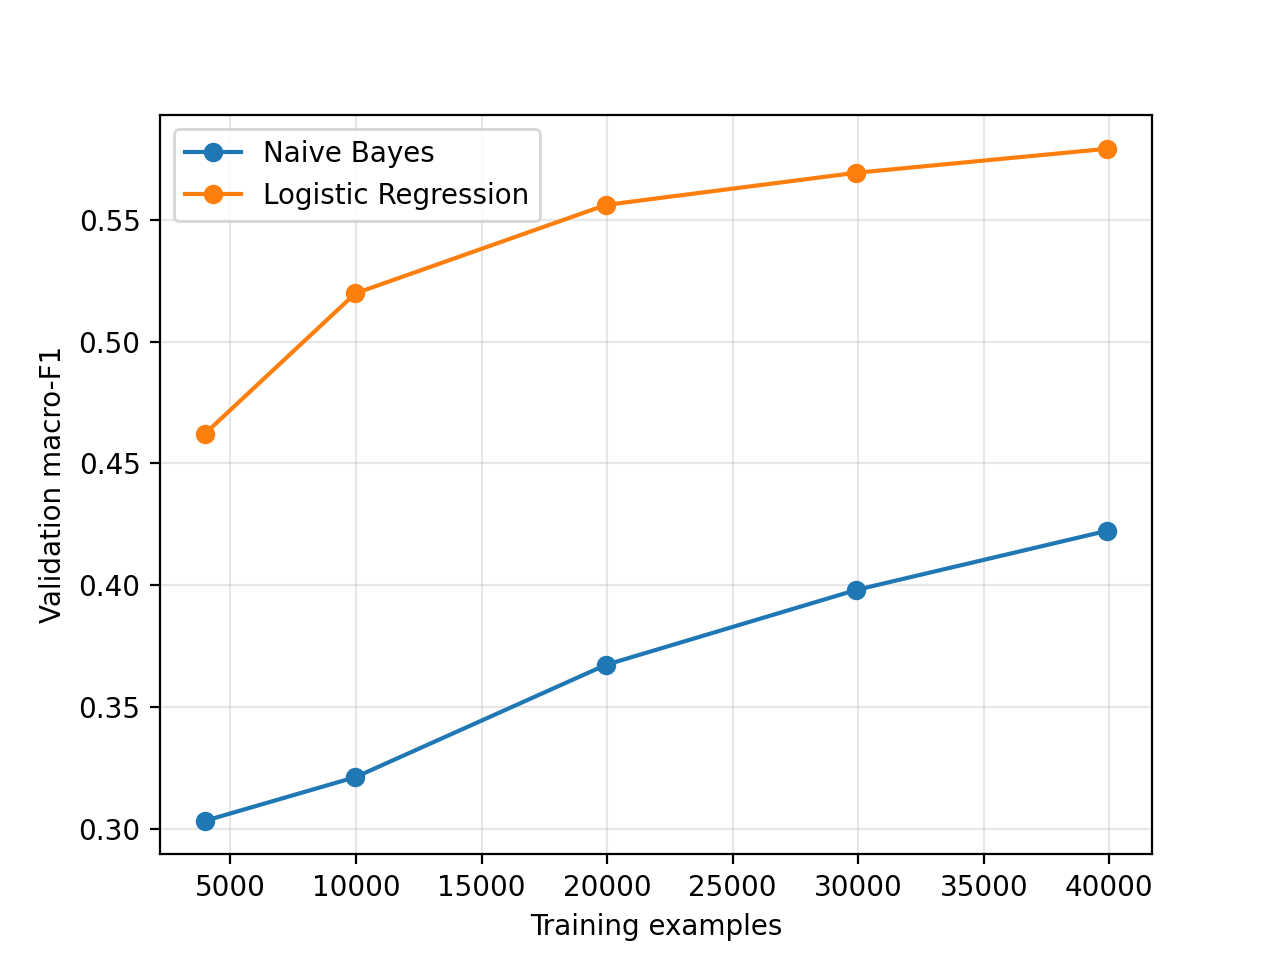 Naive Bayes
Logistic Regression
0.55
0.50
0.45
0.40
0.35
0.30
Validation macro-F1
5000 10000 15000 20000 25000 30000 35000 40000
Training examples